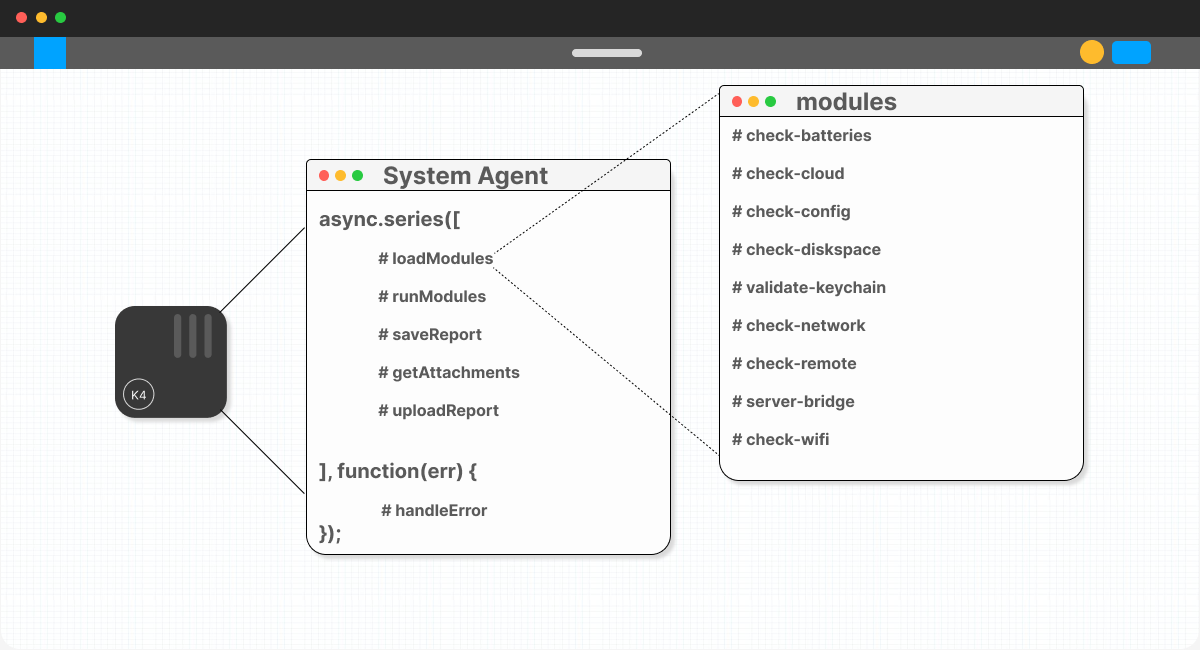 K4
System Agent
async.series([
# loadModules
# runModules
# saveReport
# getAttachments
# uploadReport
], function(err) {
# handleError
});
modules
# check-batteries
# check-cloud
# check-config
# check-diskspace
# validate-keychain
# check-network
# check-remote
# server-bridge
# check-wifi